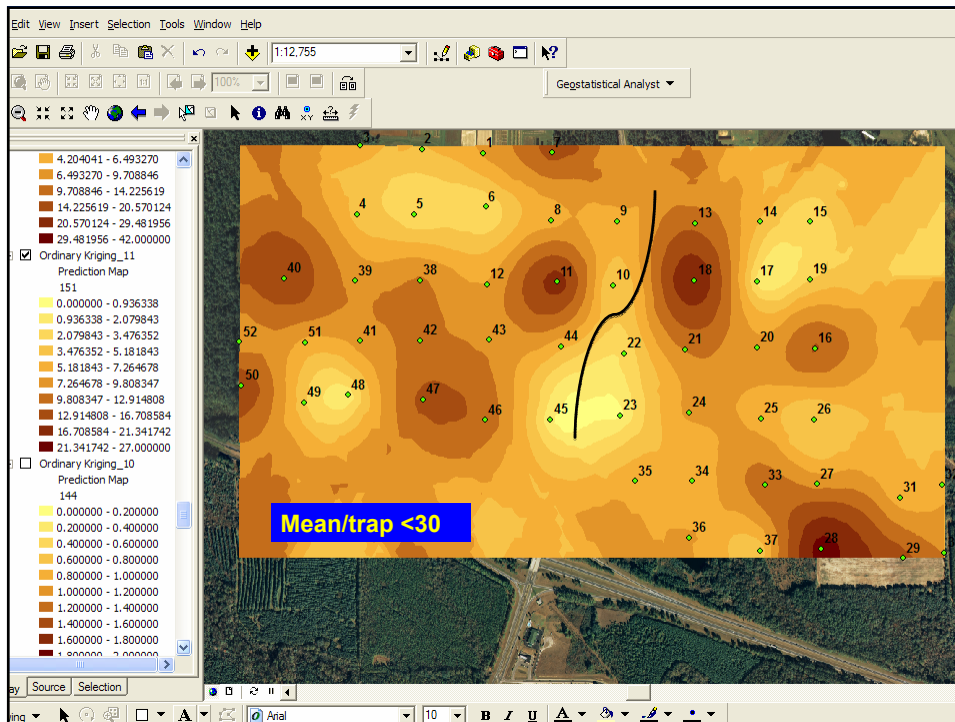 Edit View Insert Selection Tools Window Help
1:12,755
100%
Geostatistical Analyst
4.204041 - 6.493270
6.493270 - 9.708846
9.708846 - 14.225619
14.225619 - 20.570124
20.570124 - 29.481956
29.481956 - 42.000000
Ordinary Kriging_11
Prediction Map
151
0.000000 - 0.936338
0.936338 - 2.079843
2.079843 - 3.476352
3.476352 - 5.181843
5.181843 - 7.264678
7.264678 - 9.808347
9.808347 - 12.914808
12.914808 - 16.708584
16.708584 - 21.341742
21.341742 - 27.000000
Ordinary Kriging_10
Prediction Map
144
0.000000 - 0.200000
0.200000 - 0.400000
0.400000 - 0.600000
0.600000 - 0.800000
0.800000 - 1.000000
1.000000 - 1.200000
1.200000 - 1.400000
1.400000 - 1.600000
1.600000 - 1.800000
1.800000 - 2.000000
Source Selection
3 2 1 7
4 5 6 8 9 13 14 15
40 39 38 12 11 10 18 17 19
52 51 41 42 43 44 22 21 20 16
50 49 48 47 46 45 23 24 25 26
35 34 33 27 31
36 37 28 29
Mean/trap <30
Arial
10
B I U A